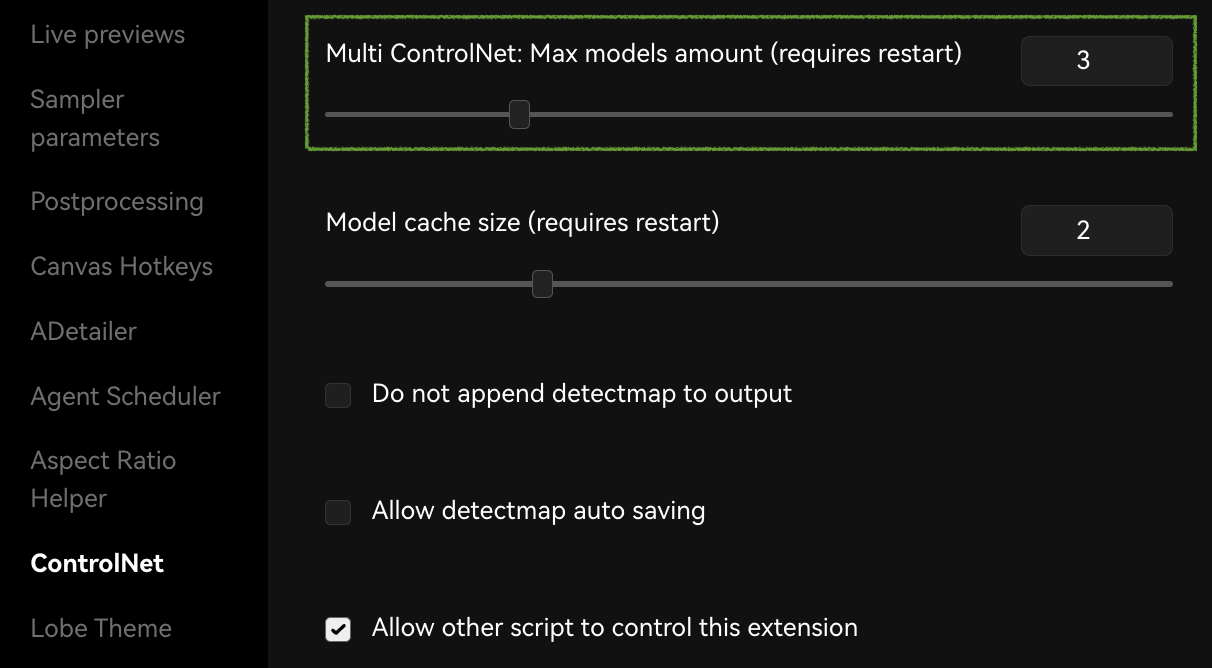 Live previews
Sampler
parameters
Postprocessing
Canvas Hotkeys
ADetailer
Agent Scheduler
Aspect Ratio
Helper
ControlNet
Lobe Theme
Multi ControlNet: Max models amount (requires restart)
3
Model cache size (requires restart)
2
Do not append detectmap to output
Allow detectmap auto saving
Allow other script to control this extension